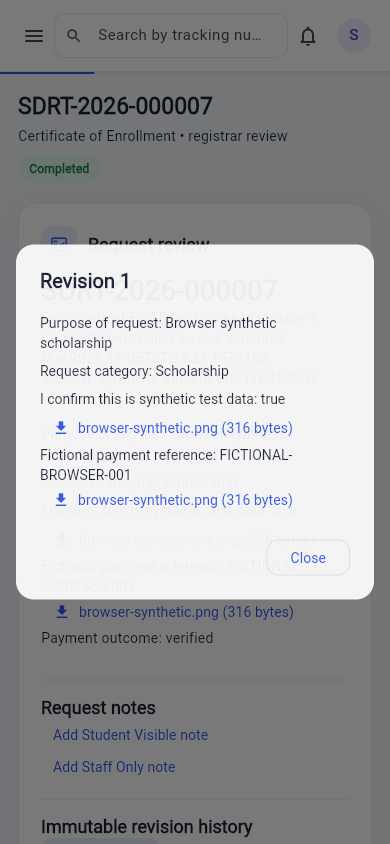 Search by tracking nu…
S
SDRT-2026-000007
Certificate of Enrollment • registrar review
Completed
Request review
SDRT-2026-000007
Revision 1
Purpose of request: Browser synthetic
scholarship
Request category: Scholarship
I confirm this is synthetic test data: true
browser-synthetic.png (316 bytes)
Fictional payment reference: FICTIONAL-
BROWSER-001
browser-synthetic.png (316 bytes)
Close
browser-synthetic.png (316 bytes)
Payment outcome: verified
Request notes
Add Student Visible note
Add Staff Only note
Immutable revision history